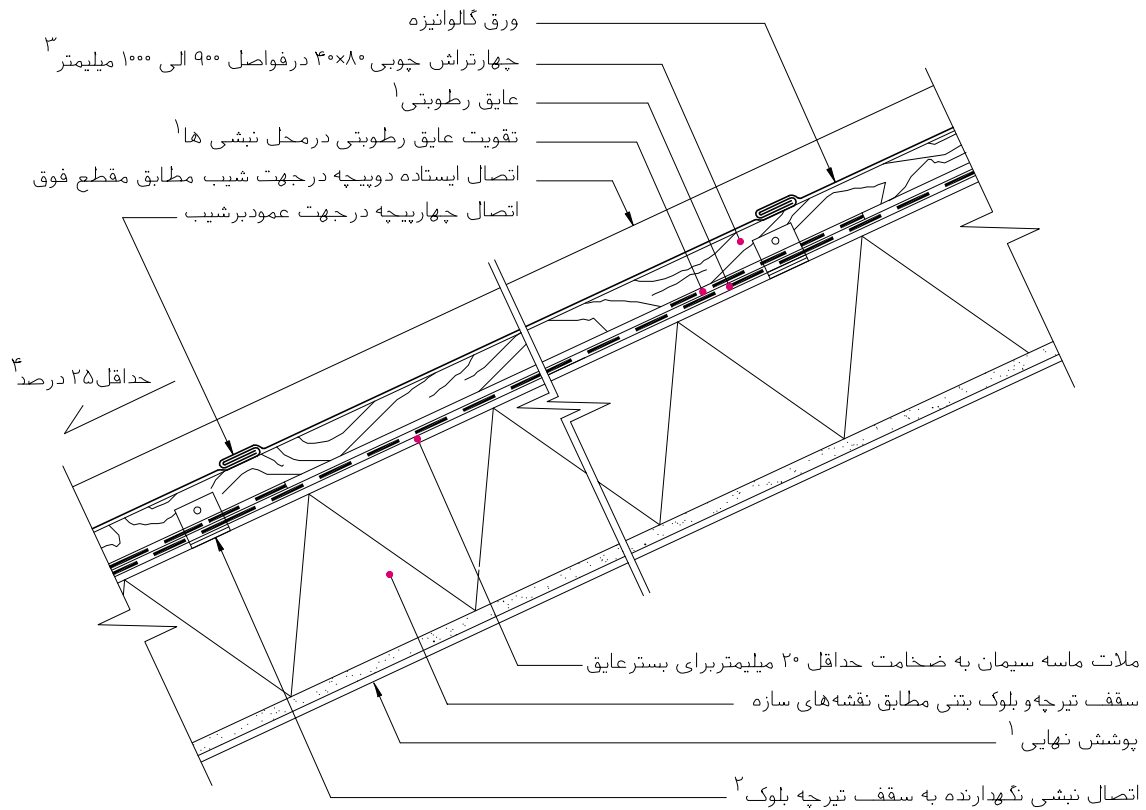 ورق گالوانیزه
چهارتراش چوبی ۸۰×۴۰ درفواصل ۹۰۰ الی ۱۰۰۰ میلیمتر۳
عایق رطوبتی۱
تقویت عایق رطوبتی درمحل نبشی ها۱
اتصال ایستاده دوپیچه درجهت شیب مطابق مقطع فوق
اتصال چهارپیچه درجهت عمودبرشیب
حداقل۲۵ درصد۴
ملات ماسه سیمان به ضخامت حداقل ۲۰ میلیمتربرای بسترعایق
سقف تیرچه‌و بلوک بتنی مطابق نقشه‌های سازه
پوشش نهایی ۱
اتصال نبشی نگهدارنده به سقف تیرچه بلوک۲